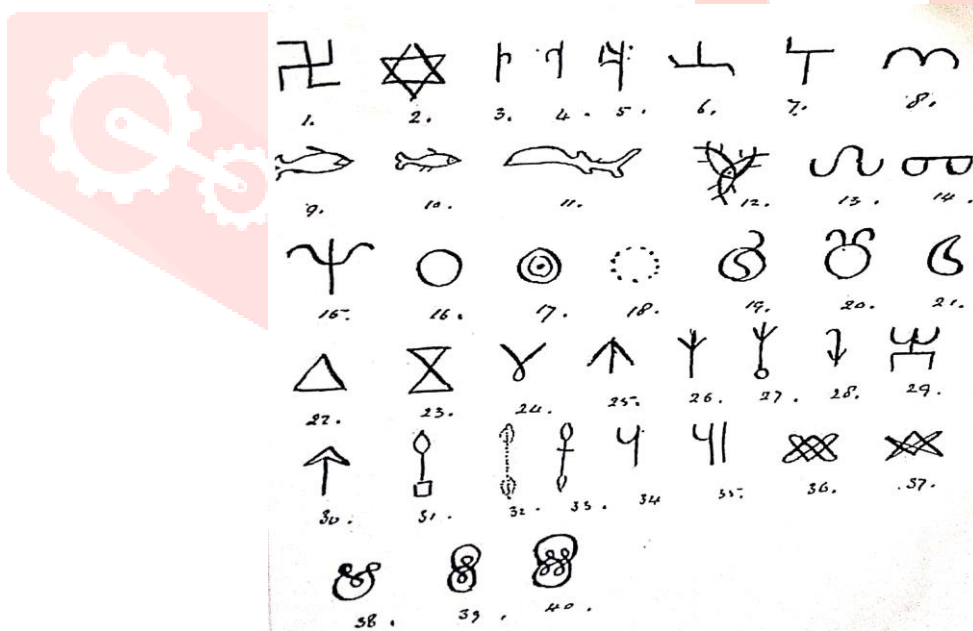 1. 2. 3. 4. 5. 6. 7. 8.
9. 10. 11. 12. 13. 14.
15. 16. 17. 18. 19. 20. 21.
22. 23. 24. 25. 26. 27. 28. 29.
30. 31. 32. 33. 34 35. 36. 37.
38. 39. 40.